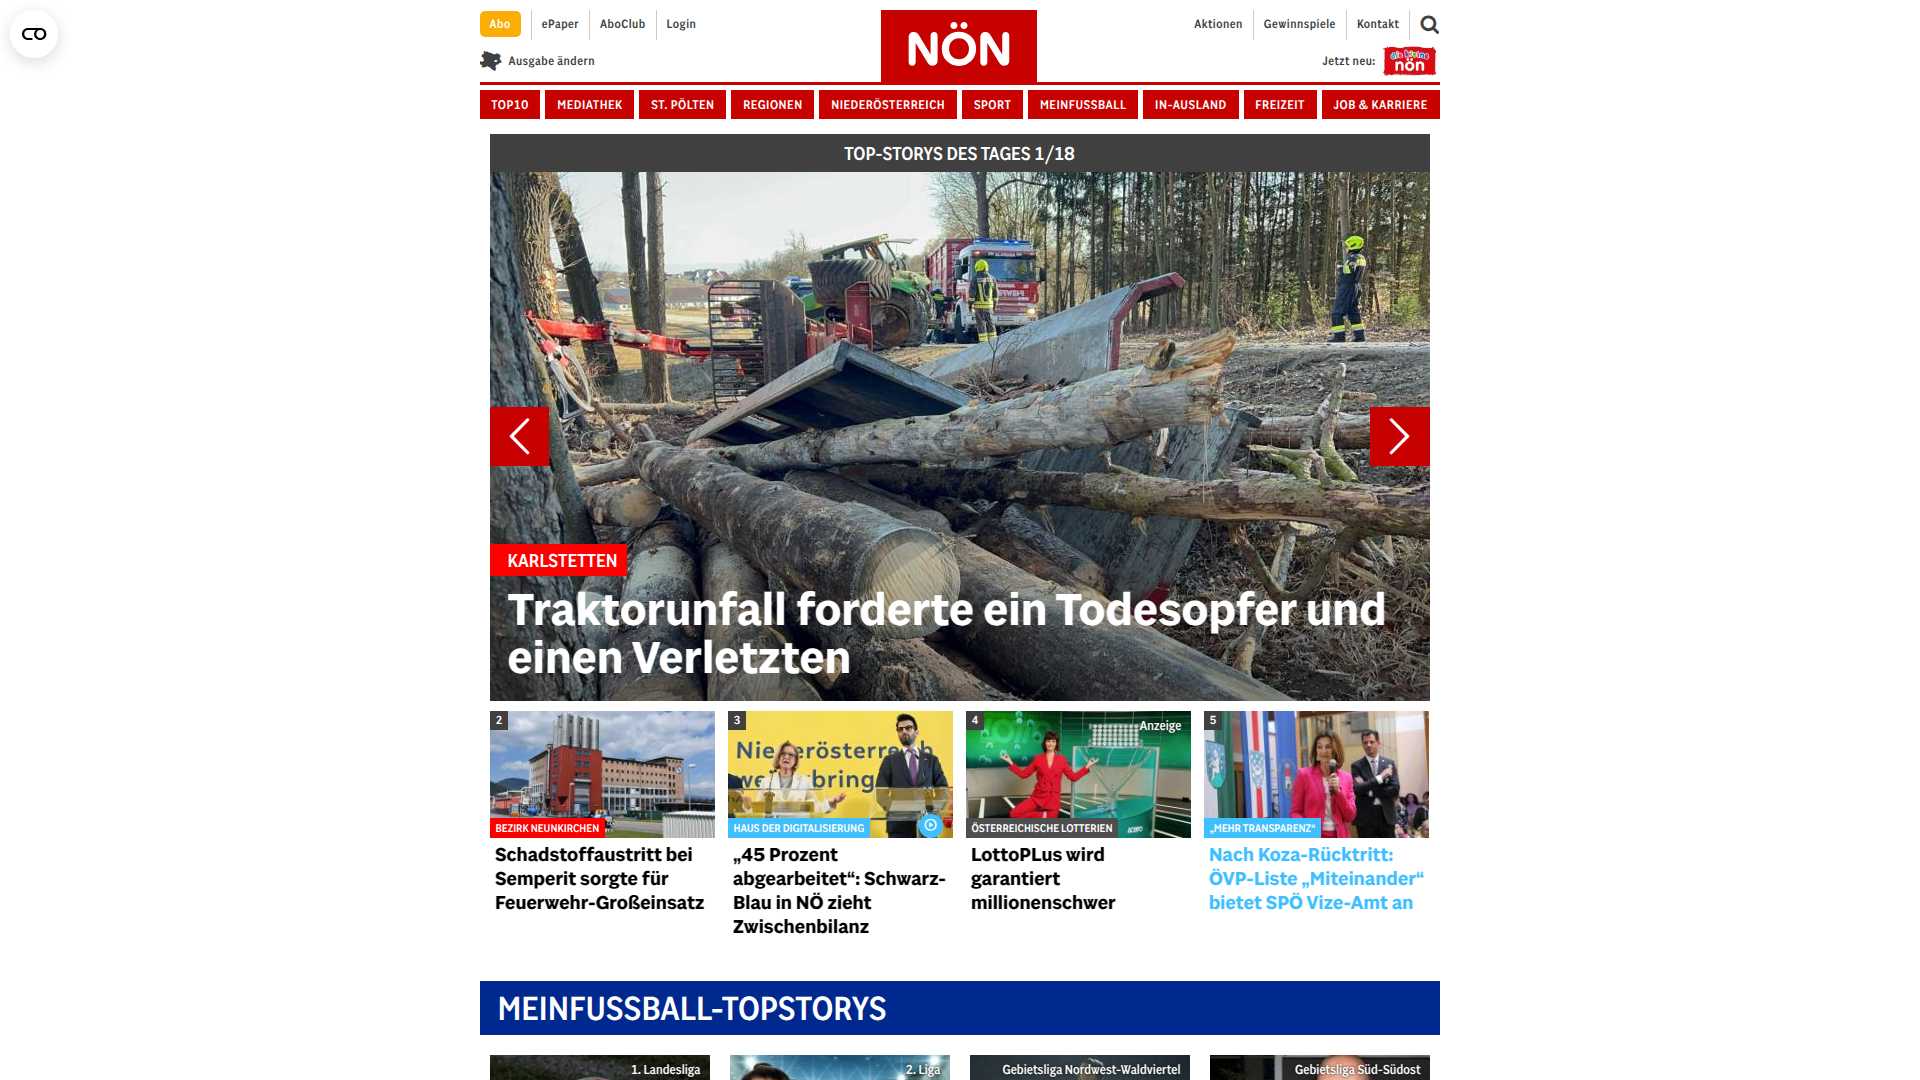 Abo
ePaper
AboClub
Login
NÖN
Aktionen
Gewinnspiele
Kontakt
Ausgabe ändern
Jetzt neu:
die kleine
nön
TOP10
MEDIATHEK
ST. PÖLTEN
REGIONEN
NIEDERÖSTERREICH
SPORT
MEINFUSSBALL
IN-AUSLAND
FREIZEIT
JOB & KARRIERE
TOP-STORYS DES TAGES 1/18
KARLSTETTEN
Traktorunfall forderte ein Todesopfer und
einen Verletzten
2
BEZIRK NEUNKIRCHEN
Schadstoffaustritt bei
Semperit sorgte für
Feuerwehr-Großeinsatz
3
HAUS DER DIGITALISIERUNG
„45 Prozent
abgearbeitet“: Schwarz-
Blau in NÖ zieht
Zwischenbilanz
4
Anzeige
ÖSTERREICHISCHE LOTTERIEN
LottoPLus wird
garantiert
millionenschwer
5
„MEHR TRANSPARENZ“
Nach Koza-Rücktritt:
ÖVP-Liste „Miteinander“
bietet SPÖ Vize-Amt an
MEINFUSSBALL-TOPSTORYS
1. Landesliga
2. Liga
Gebietsliga Nordwest-Waldviertel
Gebietsliga Süd-Südost